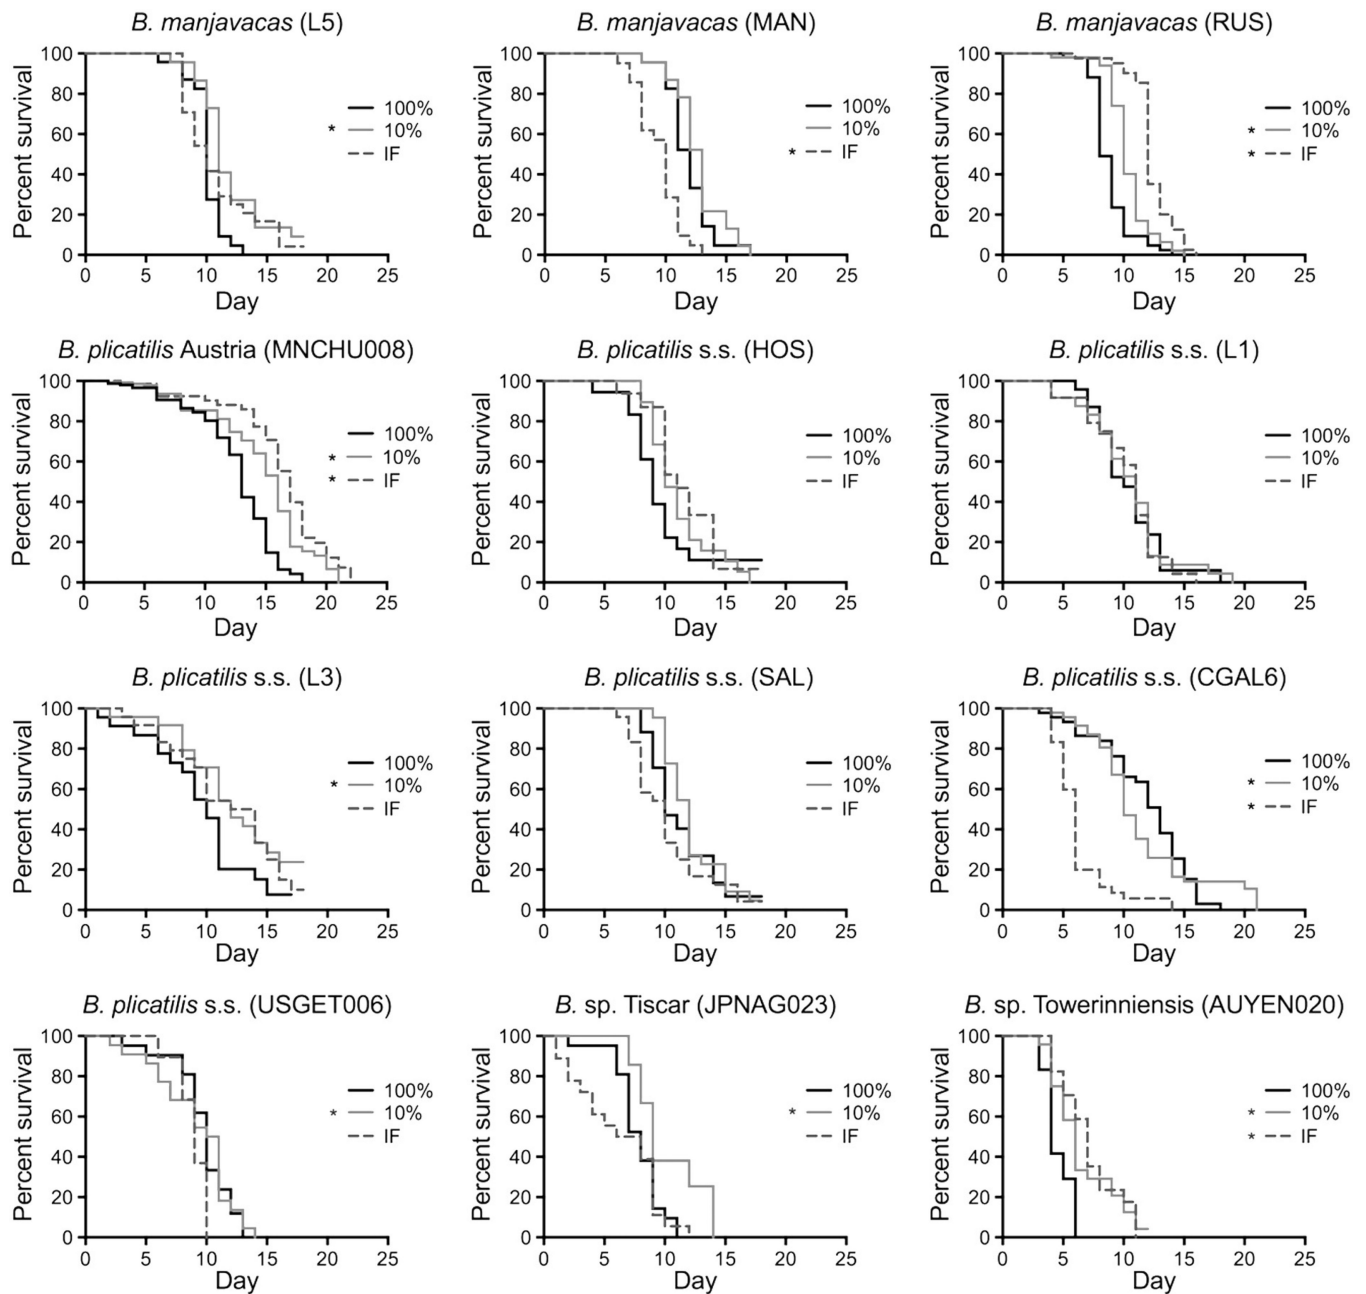 B. manjavacas (L5)
Percent survival
100
80
60
40
20
0
0 5 10 15 20 25
Day
100%
* 10%
IF
B. manjavacas (MAN)
Percent survival
100
80
60
40
20
0
0 5 10 15 20 25
Day
100%
10%
* IF
B. manjavacas (RUS)
Percent survival
100
80
60
40
20
0
0 5 10 15 20 25
Day
100%
* 10%
* IF
B. plicatilis Austria (MNCHU008)
Percent survival
100
80
60
40
20
0
0 5 10 15 20 25
Day
100%
* 10%
* IF
B. plicatilis s.s. (HOS)
Percent survival
100
80
60
40
20
0
0 5 10 15 20 25
Day
100%
10%
IF
B. plicatilis s.s. (L1)
Percent survival
100
80
60
40
20
0
0 5 10 15 20 25
Day
100%
10%
IF
B. plicatilis s.s. (L3)
Percent survival
100
80
60
40
20
0
0 5 10 15 20 25
Day
100%
* 10%
IF
B. plicatilis s.s. (SAL)
Percent survival
100
80
60
40
20
0
0 5 10 15 20 25
Day
100%
10%
IF
B. plicatilis s.s. (CGAL6)
Percent survival
100
80
60
40
20
0
0 5 10 15 20 25
Day
100%
* 10%
* IF
B. plicatilis s.s. (USGET006)
Percent survival
100
80
60
40
20
0
0 5 10 15 20 25
Day
100%
* 10%
IF
B. sp. Tiscar (JPNAG023)
Percent survival
100
80
60
40
20
0
0 5 10 15 20 25
Day
100%
* 10%
IF
B. sp. Towerinniensis (AUYEN020)
Percent survival
100
80
60
40
20
0
0 5 10 15 20 25
Day
100%
* 10%
* IF